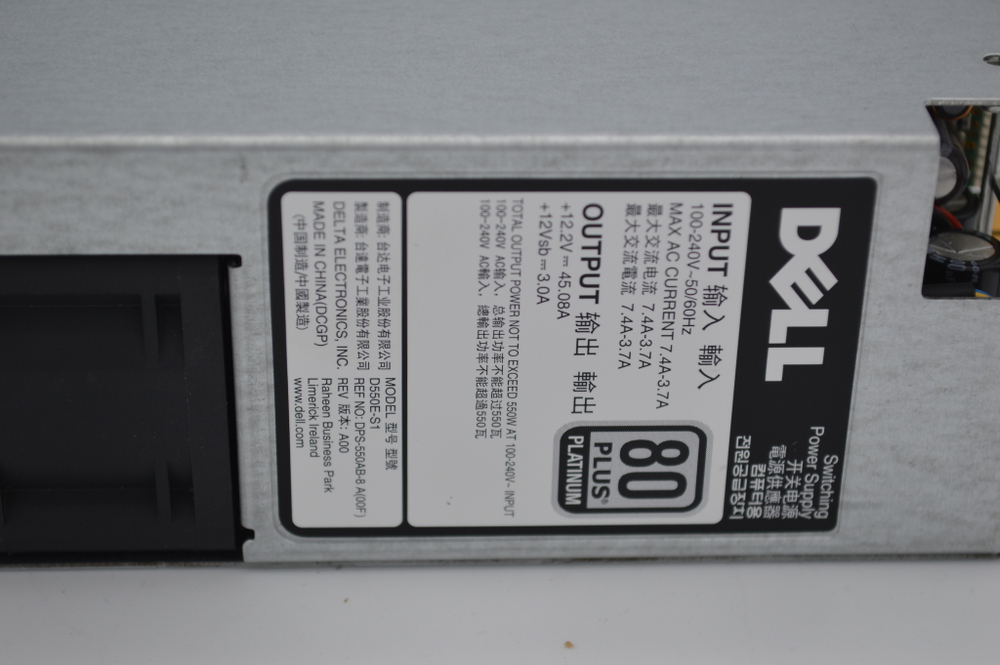 DELL
Switching
Power Supply
开关电源
電源供應器
컴퓨터용
전원공급장치
INPUT 输入 輸入
100-240V~50/60Hz
MAX AC CURRENT 7.4A-3.7A
最大交流电流 7.4A-3.7A
最大交流電流 7.4A-3.7A
OUTPUT 输出 輸出
+12.2V⎓ 45.08A
+12Vsb⎓ 3.0A
80
PLUS®
PLATINUM
TOTAL OUTPUT POWER NOT TO EXCEED 550W AT 100-240V~ INPUT
100-240V AC输入，总输出功率不能超过550瓦
100-240V AC輸入，總輸出功率不能超過550瓦
制造商: 台达电子工业股份有限公司
製造商: 台達電子工業股份有限公司
DELTA ELECTRONICS, INC.
MADE IN CHINA(DCGP)
(中国制造/中國製造)
MODEL 型号 型號
D550E-S1
REF NO: DPS-550AB-8 A(00F)
REV 版本: A00
Raheen Business Park
Limerick Ireland
www.dell.com